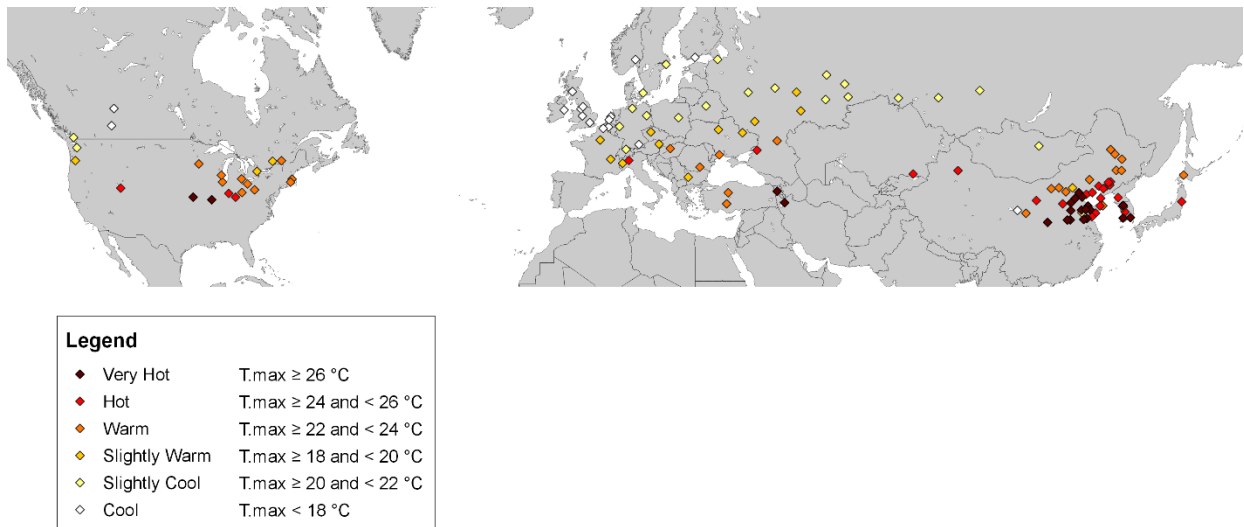 Legend
Very Hot T.max ≥ 26 °C
Hot T.max ≥ 24 and < 26 °C
Warm T.max ≥ 22 and < 24 °C
Slightly Warm T.max ≥ 18 and < 20 °C
Slightly Cool T.max ≥ 20 and < 22 °C
Cool T.max < 18 °C